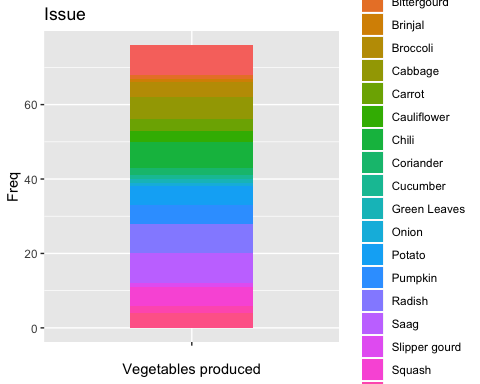 Issue
Freq
60
40
20
0
Vegetables produced
Bittergourd
Brinjal
Broccoli
Cabbage
Carrot
Cauliflower
Chili
Coriander
Cucumber
Green Leaves
Onion
Potato
Pumpkin
Radish
Saag
Slipper gourd
Squash